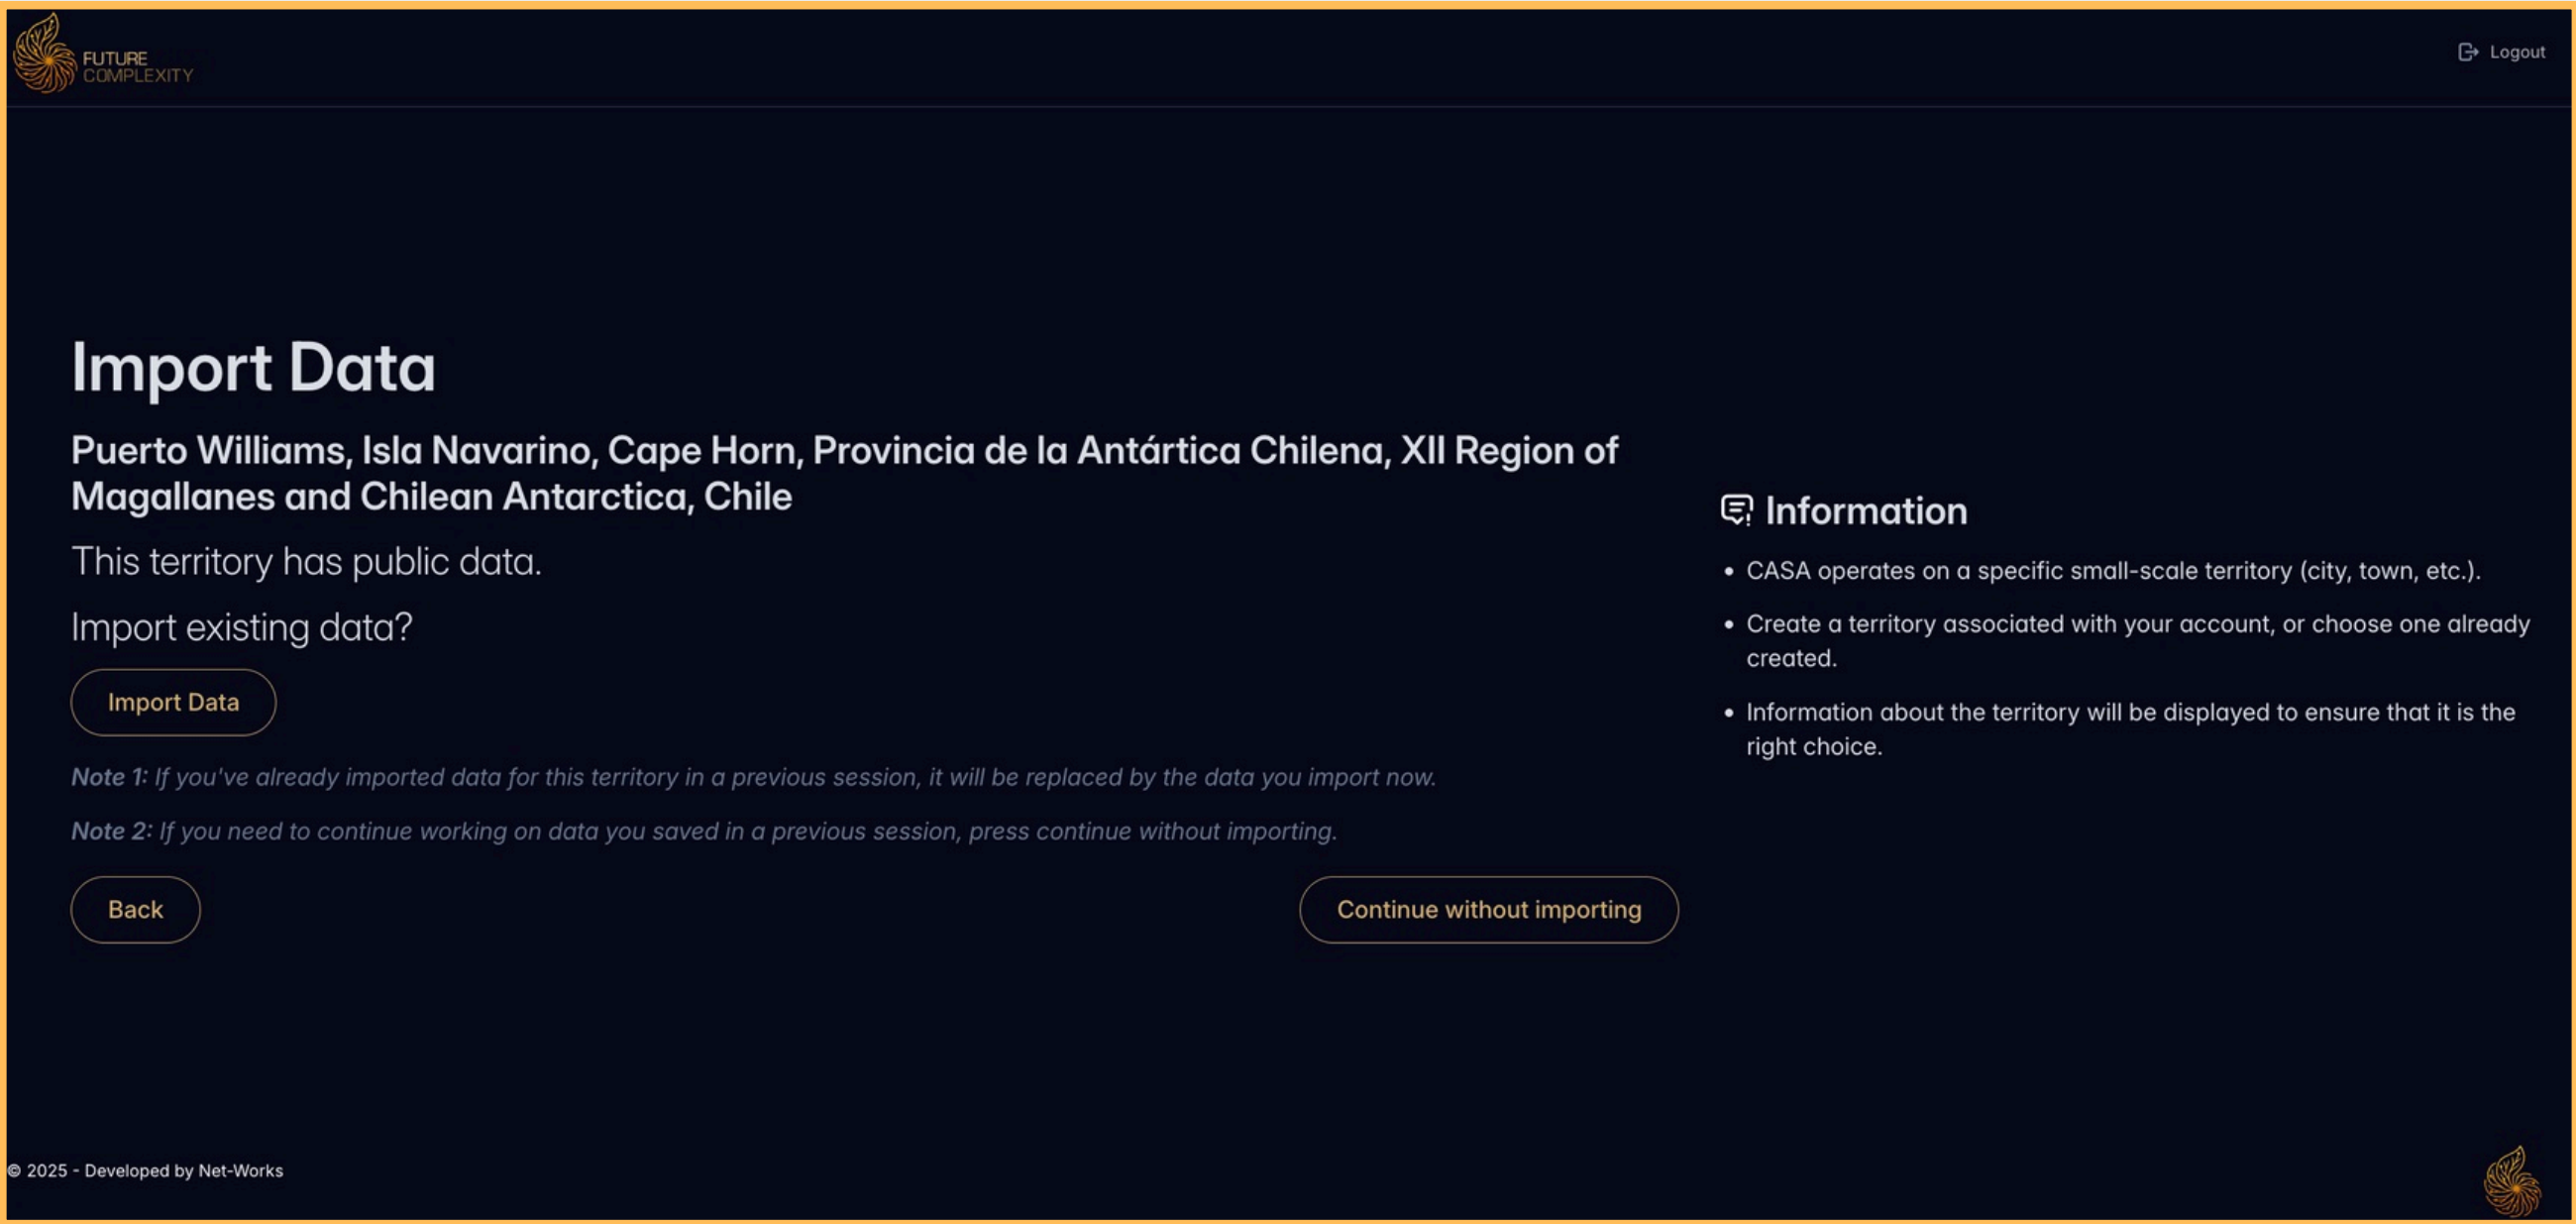 FUTURE
COMPLEXITY
Logout
Import Data
Puerto Williams, Isla Navarino, Cape Horn, Provincia de la Antártica Chilena, XII Region of
Magallanes and Chilean Antarctica, Chile
This territory has public data.
Import existing data?
Import Data
Note 1: If you've already imported data for this territory in a previous session, it will be replaced by the data you import now.
Note 2: If you need to continue working on data you saved in a previous session, press continue without importing.
Back
Continue without importing
Information
• CASA operates on a specific small-scale territory (city, town, etc.).
• Create a territory associated with your account, or choose one already
created.
• Information about the territory will be displayed to ensure that it is the
right choice.
© 2025 - Developed by Net-Works